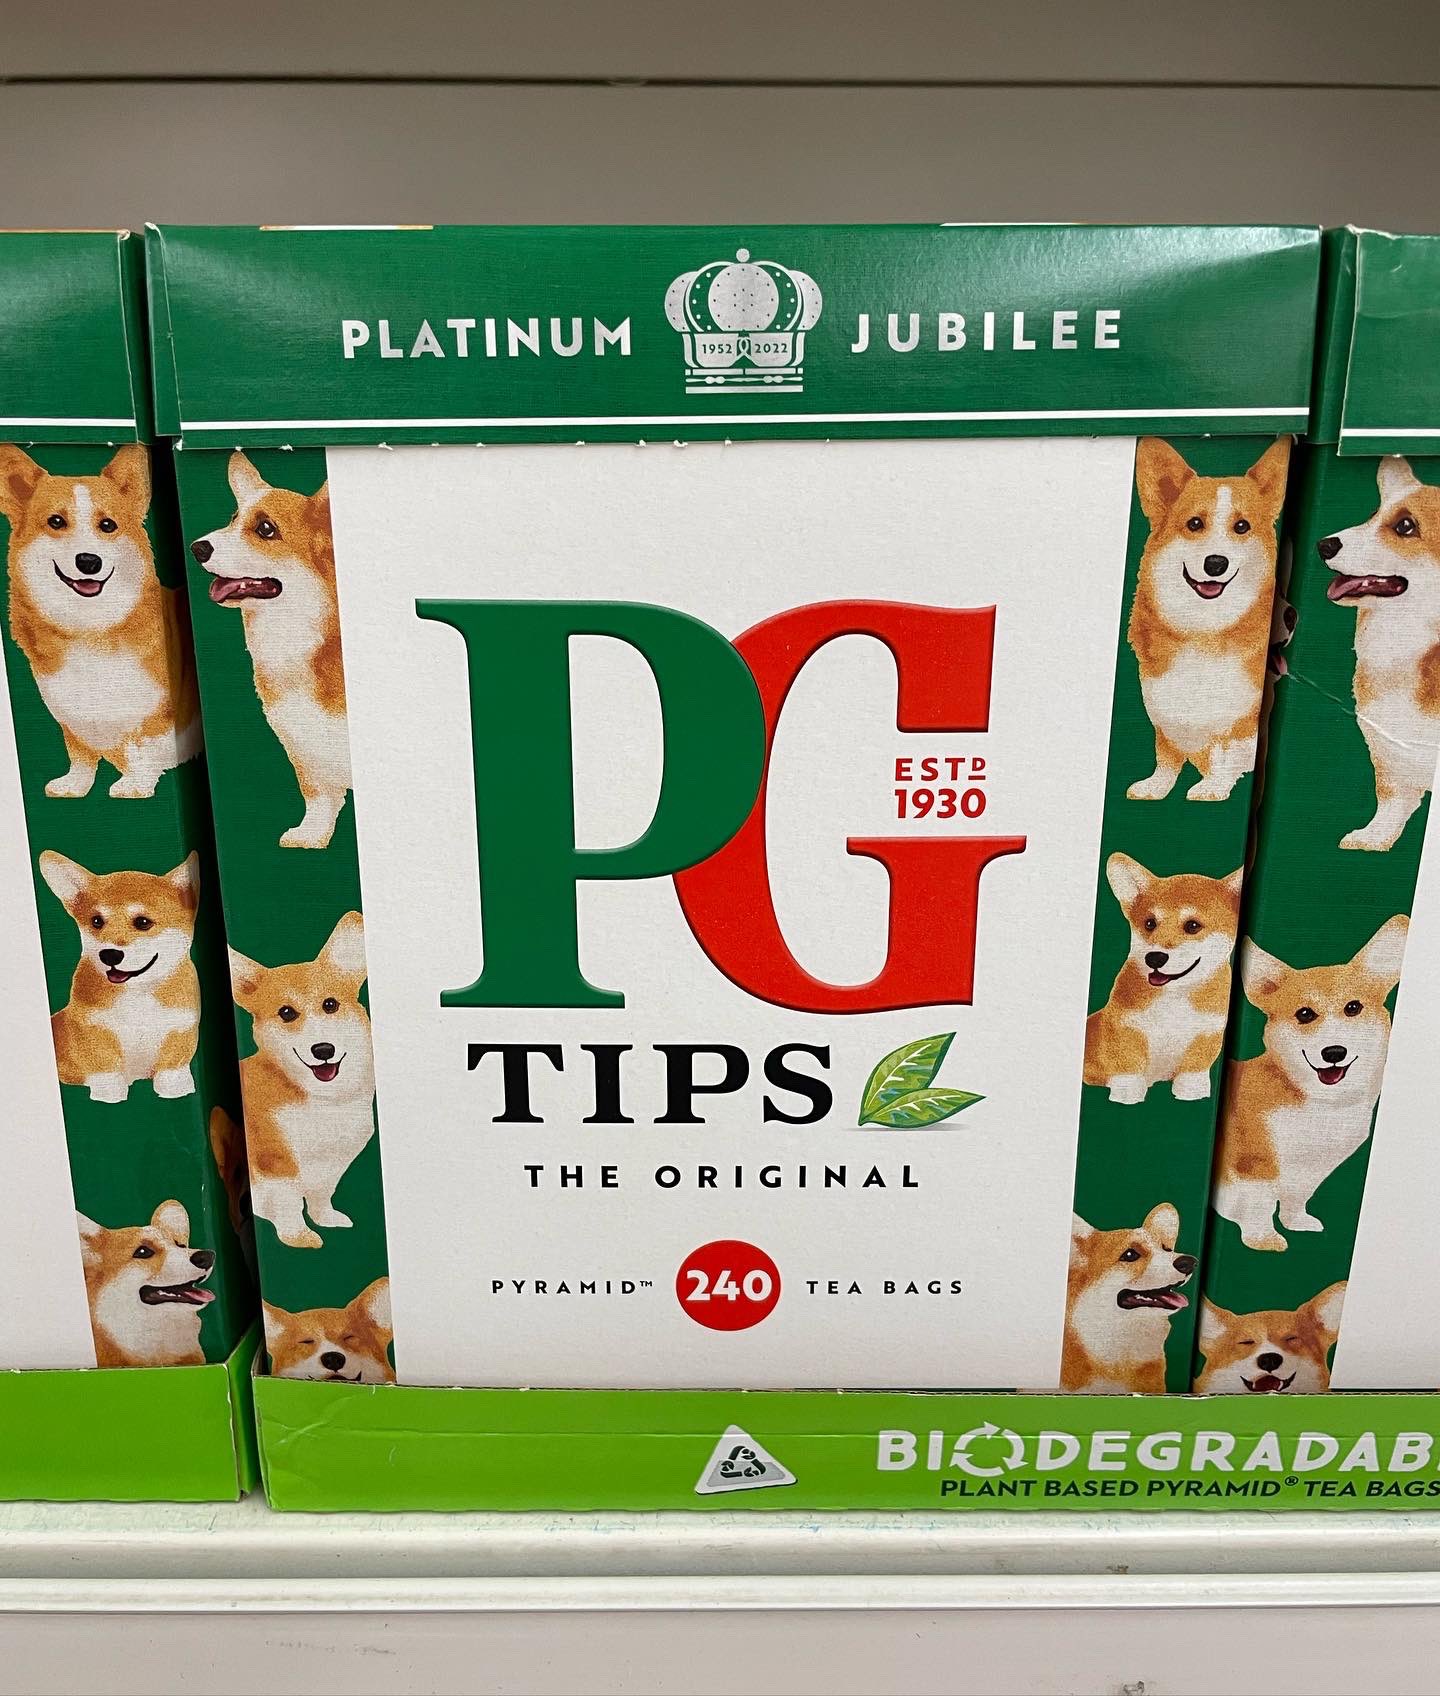 PLATINUM JUBILEE
1952 2022
PG
ESTD
1930
TIPS
THE ORIGINAL
PYRAMID™ 240 TEA BAGS
PLANT BASED PYRAMID® TEA BAGS